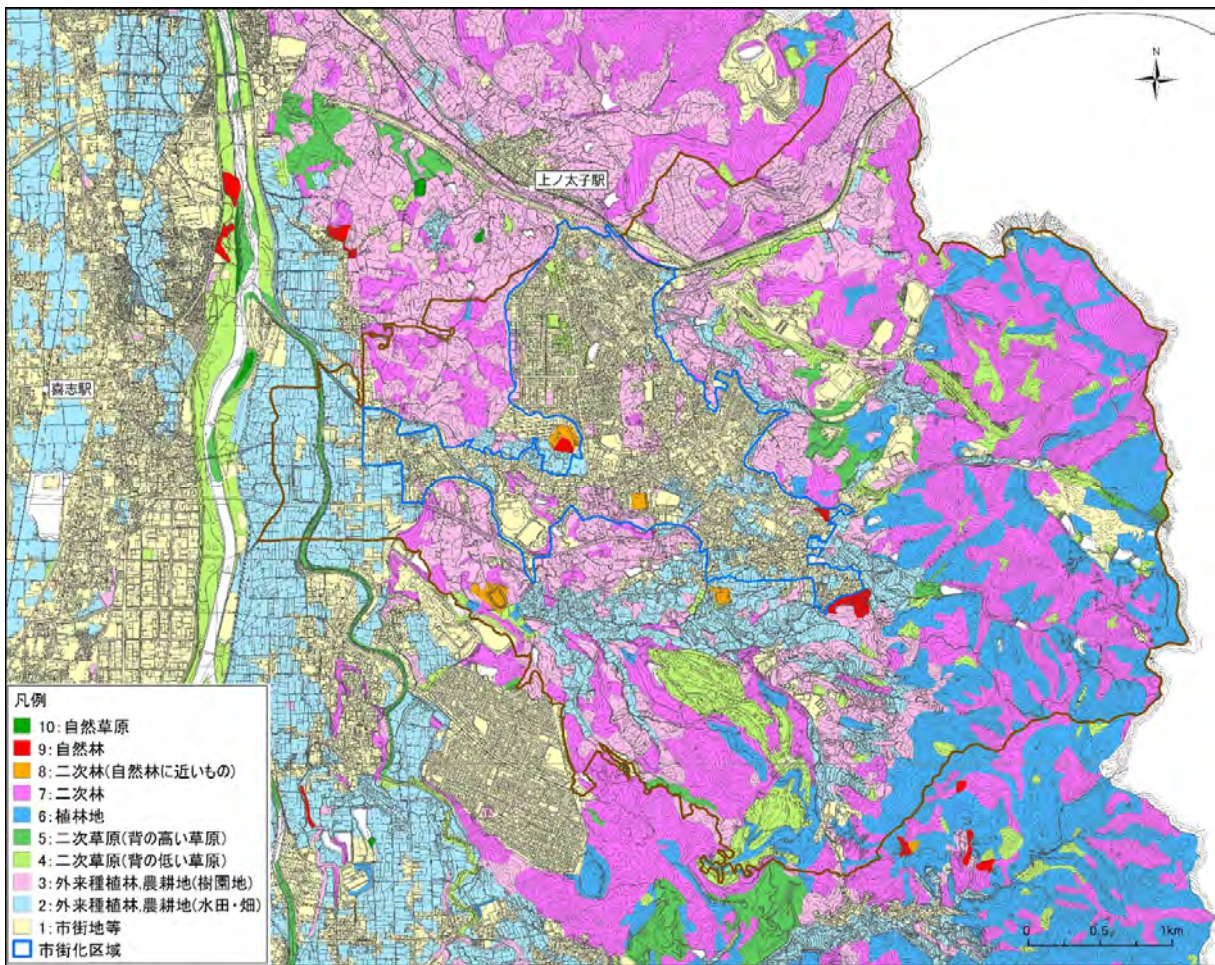 N
上ノ太子駅
喜志駅
凡例
10:自然草原
9:自然林
8:二次林(自然林に近いもの)
7:二次林
6:植林地
5:二次草原(背の高い草原)
4:二次草原(背の低い草原)
3:外来種植林,農耕地(樹園地)
2:外来種植林,農耕地(水田・畑)
1:市街地等
市街化区域
0 0.5 1km